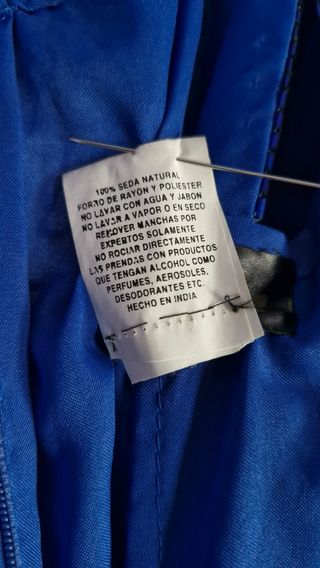 100% SEDA NATURAL
FORRO DE RAYON Y POLIESTER
NO LAVAR CON AGUA Y JABON
NO LAVAR A VAPOR O EN SECO
REMOVER MANCHAS POR
EXPERTOS SOLAMENTE
NO ROCIAR DIRECTAMENTE
LAS PRENDAS CON PRODUCTOS
QUE TENGAN ALCOHOL COMO
PERFUMES, AEROSOLES,
DESODORANTES ETC.
HECHO EN INDIA